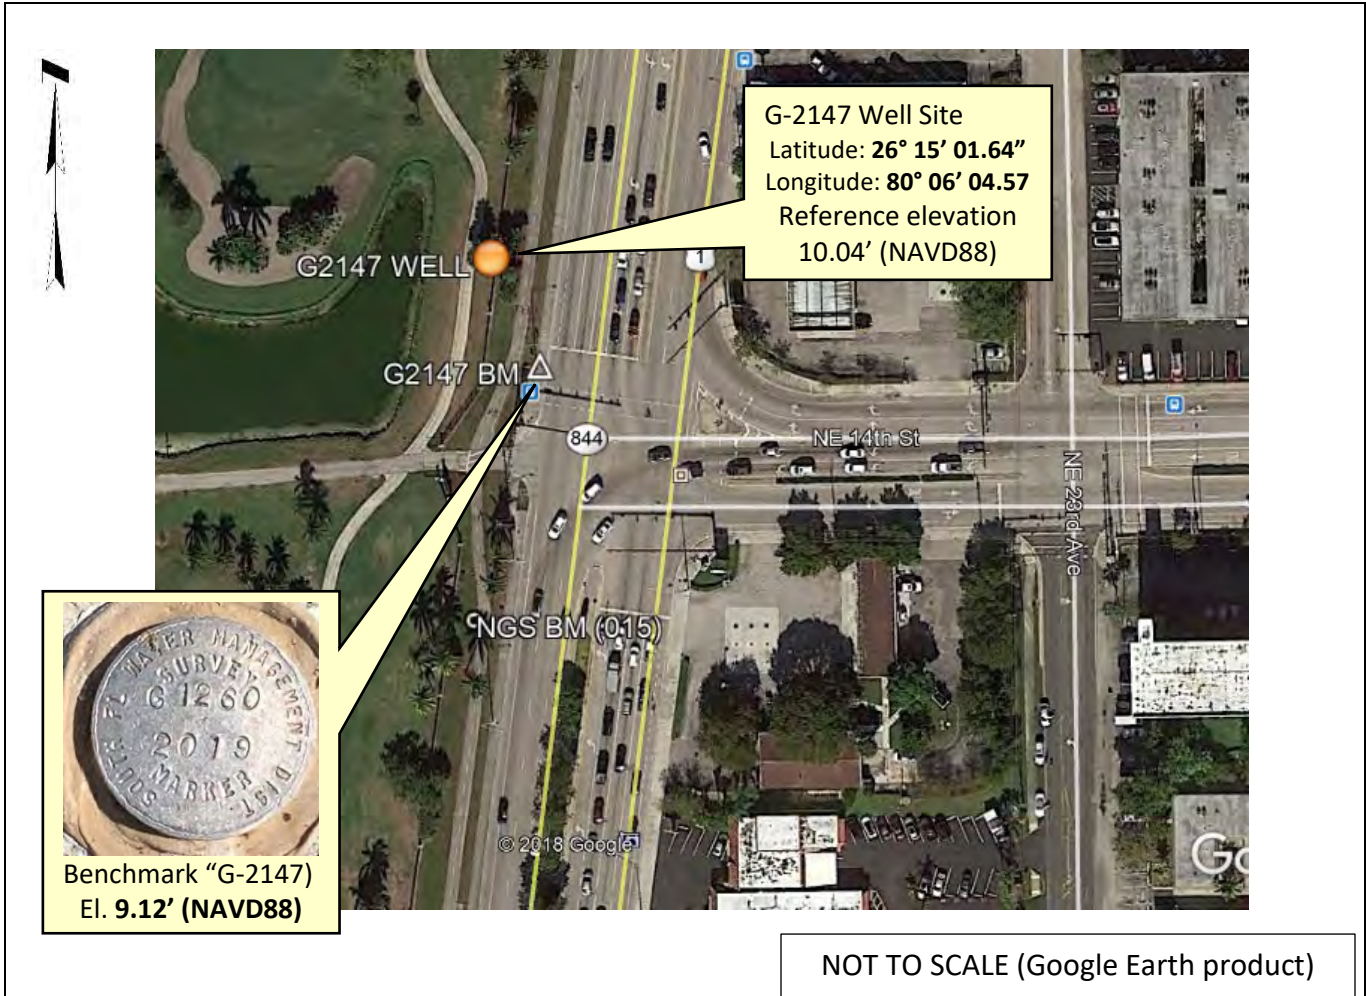 G-2147 Well Site
Latitude: 26° 15’ 01.64”
Longitude: 80° 06’ 04.57
Reference elevation
10.04’ (NAVD88)
1
G2147 WELL
G2147 BM
844
NE 14th St
NE 23rd Ave
NGS BM (015)
© 2018 Google
Go
SOUTH FL WATER MANAGEMENT DIST.
SURVEY
G 1260
2019
MARKER
Benchmark “G-2147)
El. 9.12’ (NAVD88)
NOT TO SCALE (Google Earth product)